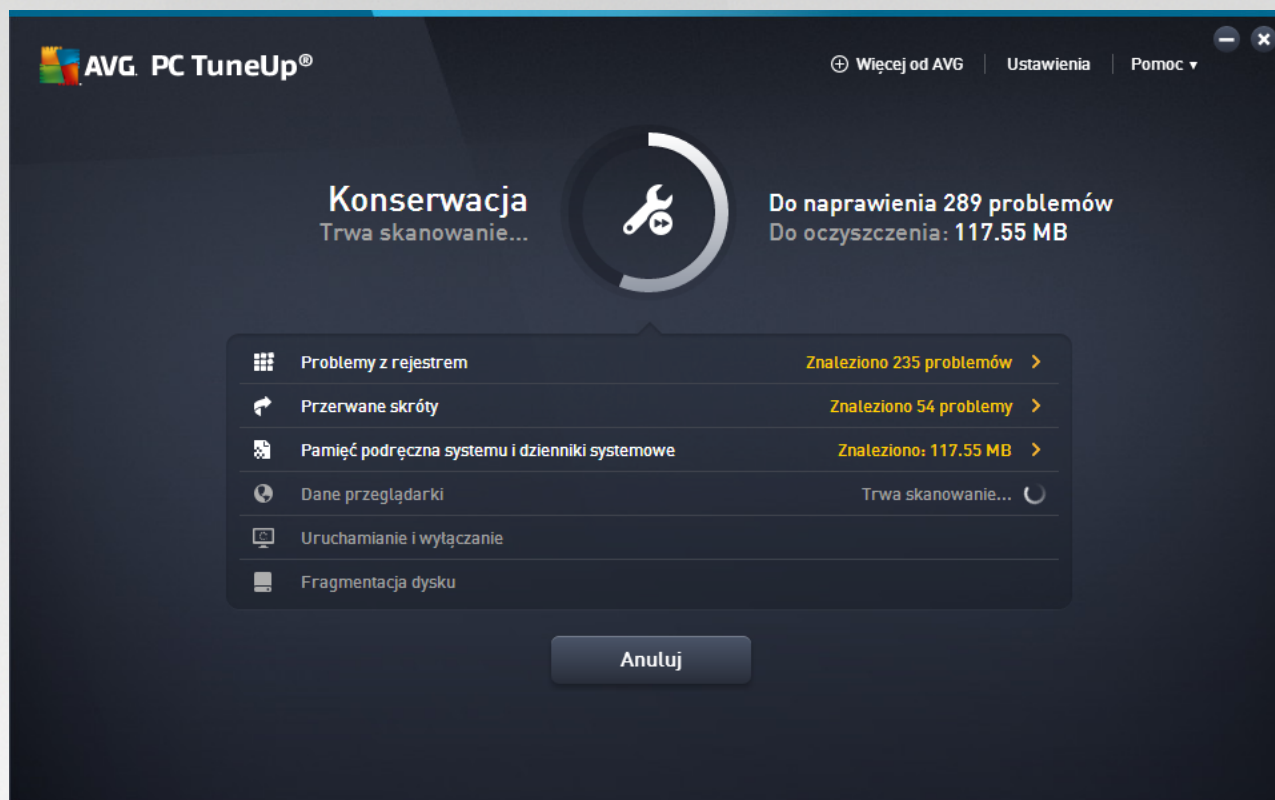 AVG. PC TuneUp®
Więcej od AVG Ustawienia Pomoc
Konserwacja
Trwa skanowanie...
Do naprawienia 289 problemów
Do oczyszczenia: 117.55 MB
Problemy z rejestrem Znaleziono 235 problemów
Przerwane skróty Znaleziono 54 problemy
Pamięć podręczna systemu i dzienniki systemowe Znaleziono: 117.55 MB
Dane przeglądarki Trwa skanowanie...
Uruchamianie i wyłączanie
Fragmentacja dysku
Anuluj